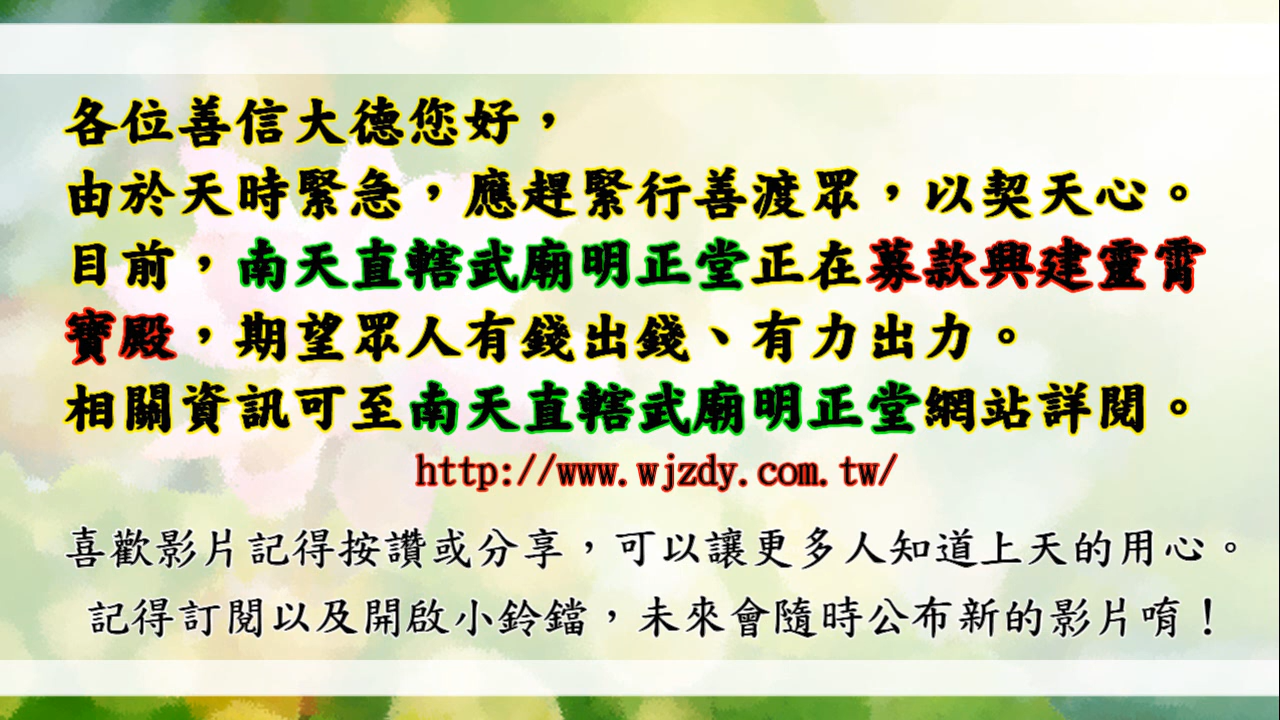 各位善信大德您好，
由於天時緊急，應趕緊行善渡眾，以契天心。
目前，南天直轄武廟明正堂正在募款興建靈霄
寶殿，期望眾人有錢出錢、有力出力。
相關資訊可至南天直轄武廟明正堂網站詳閱。
http://www.wjzdy.com.tw/
喜歡影片記得按讚或分享，可以讓更多人知道上天的用心。
記得訂閱以及開啟小鈴鐺，未來會隨時公布新的影片唷！